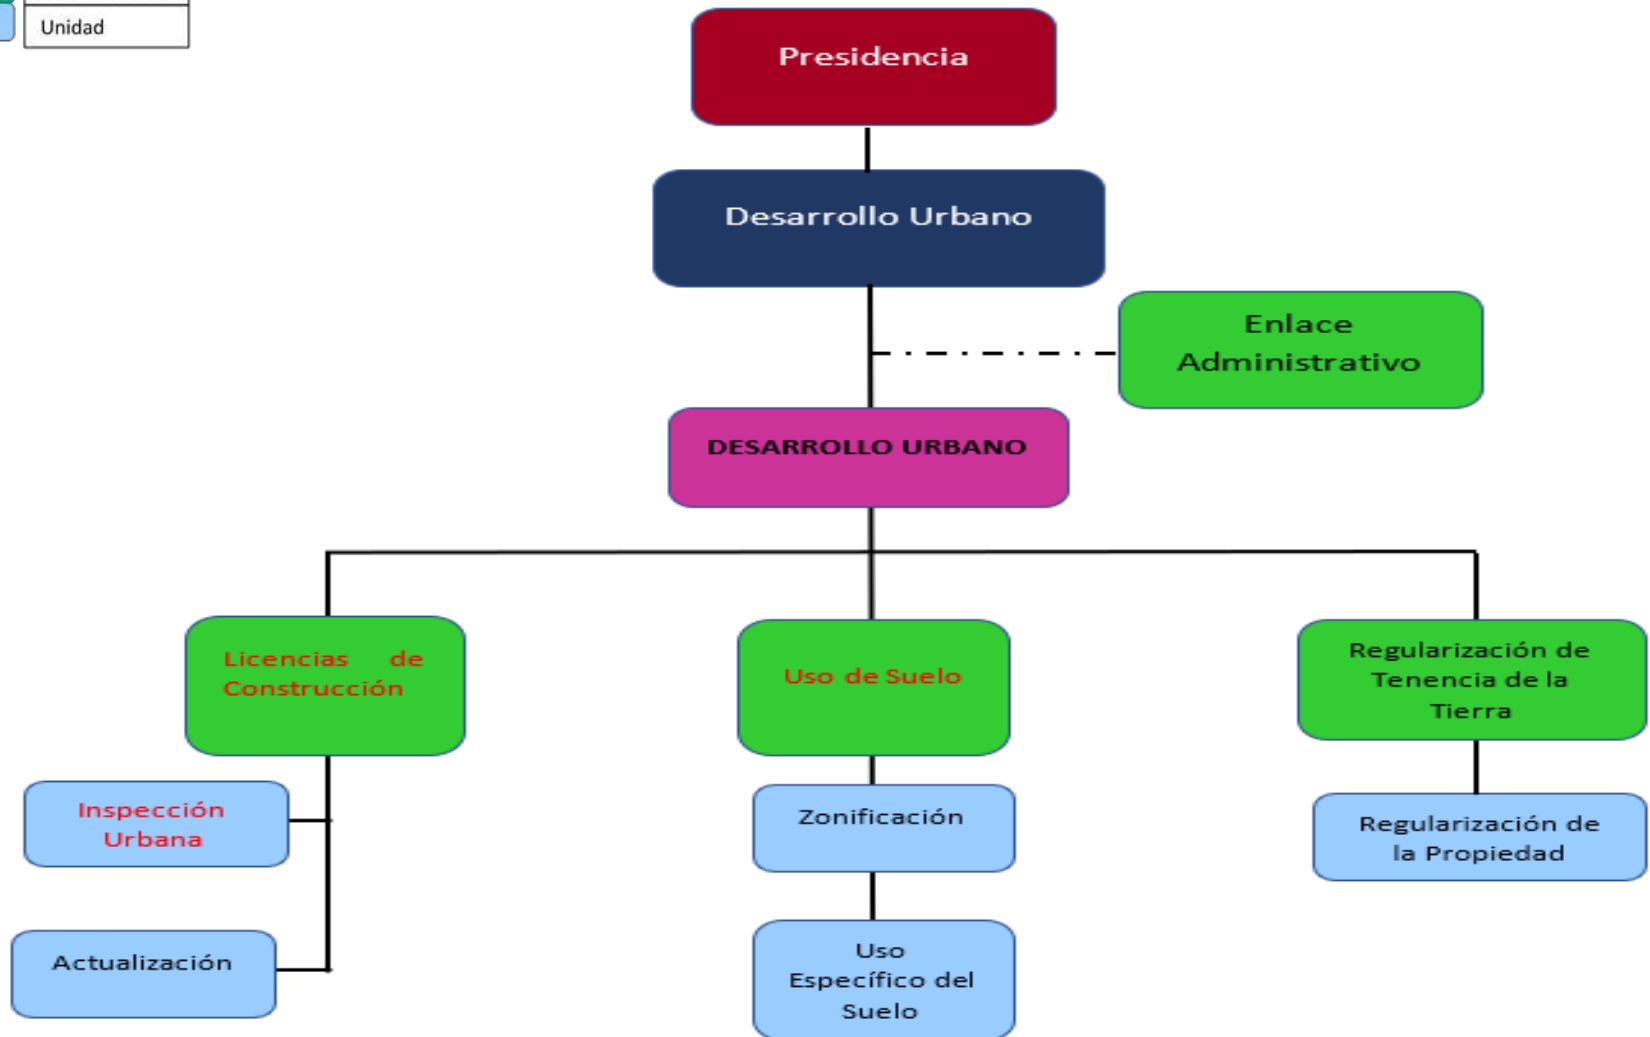 Unidad
Presidencia
Desarrollo Urbano
Enlace
Administrativo
DESARROLLO URBANO
Licencias de
Construcción
Uso de Suelo
Regularización de
Tenencia de la
Tierra
Inspección
Urbana
Zonificación
Regularización de
la Propiedad
Actualización
Uso
Específico del
Suelo